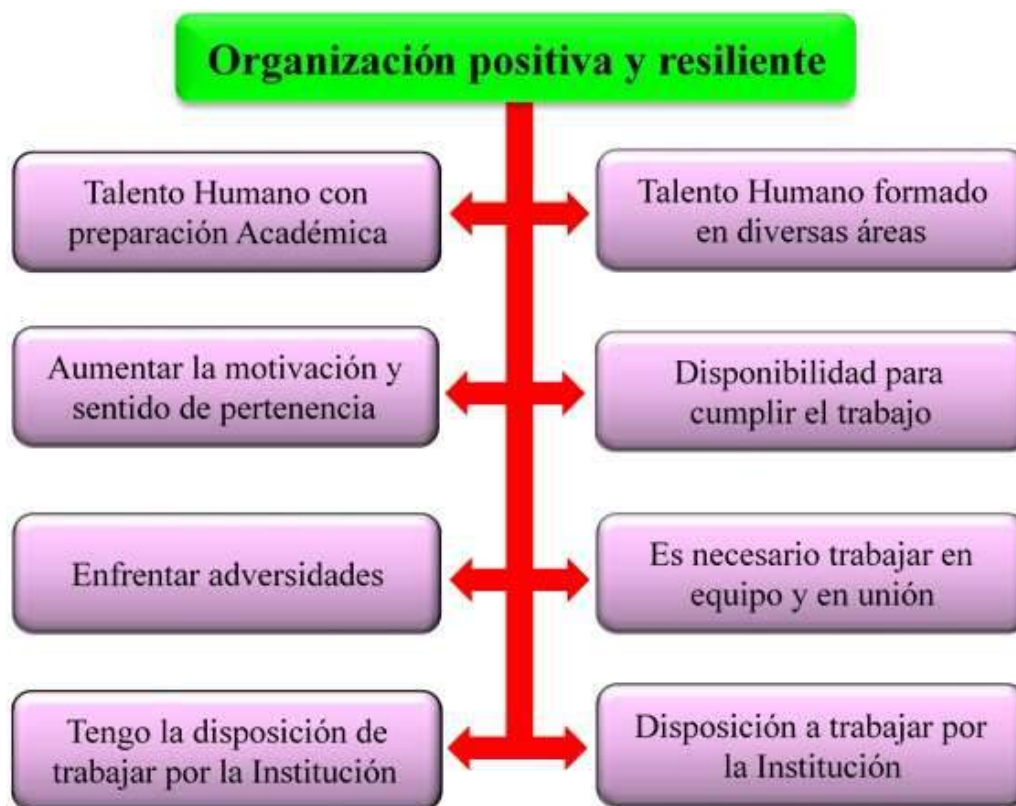 Organización positiva y resiliente
Talento Humano con
preparación Académica
Talento Humano formado
en diversas áreas
Aumentar la motivación y
sentido de pertenencia
Disponibilidad para
cumplir el trabajo
Enfrentar adversidades
Es necesario trabajar en
equipo y en unión
Tengo la disposición de
trabajar por la Institución
Disposición a trabajar por
la Institución